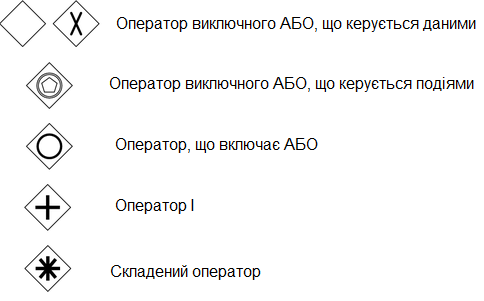 Оператор виключного АБО, що керується даними
Оператор виключного АБО, що керується подіями
Оператор, що включає АБО
Оператор І
Складений оператор